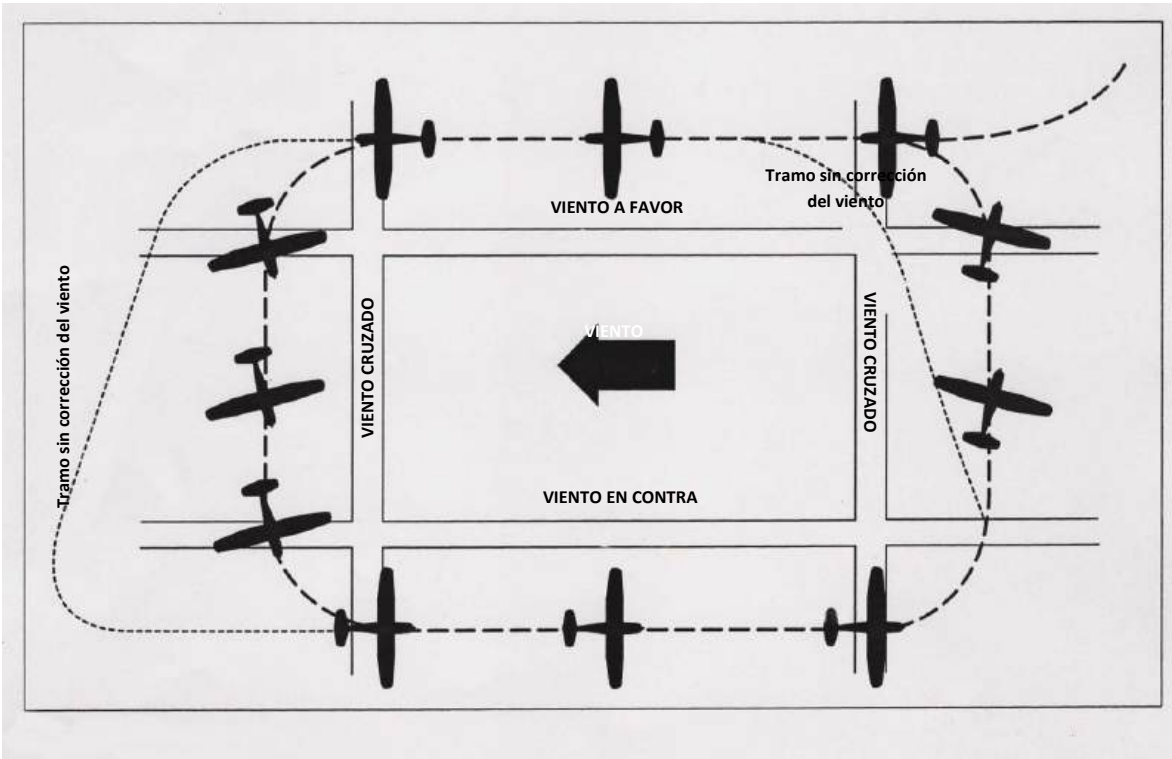 Tramo sin corrección
del viento
VIENTO A FAVOR
Tramo sin corrección del viento
VIENTO CRUZADO
VIENTO
VIENTO CRUZADO
VIENTO EN CONTRA